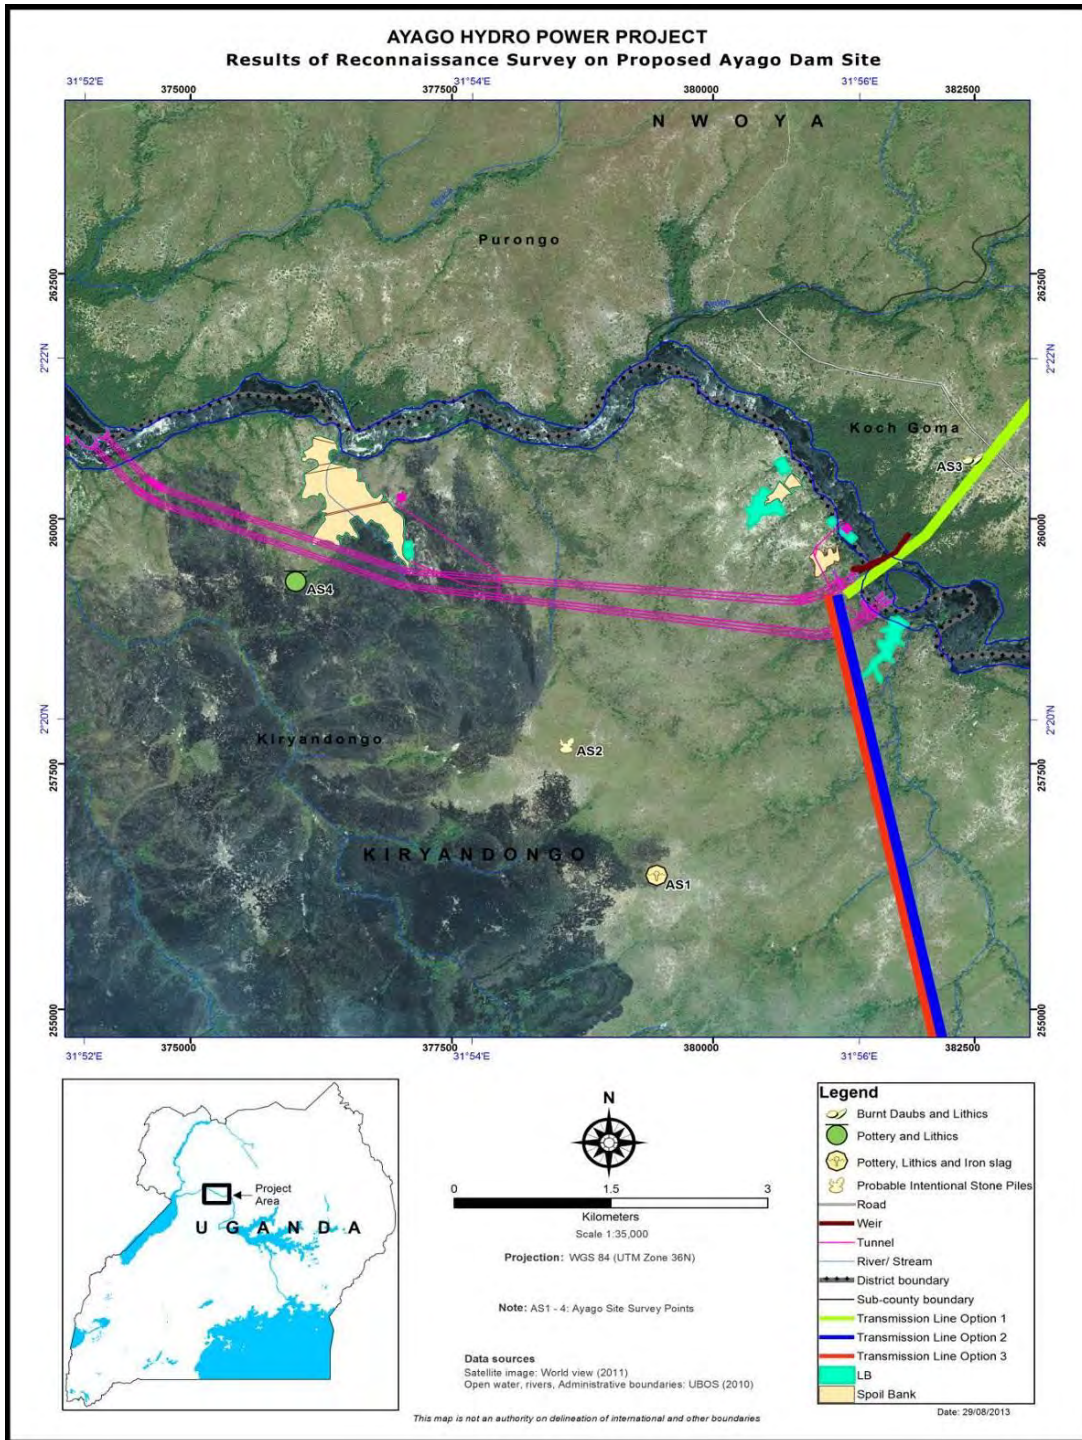 AYAGO HYDRO POWER PROJECT
Results of Reconnaissance Survey on Proposed Ayago Dam Site
31°52'E
31°54'E
31°56'E
375000
377500
380000
382500
N W O Y A
Purongo
262500
262500
2°22'N
2°22'N
Koch Goma
AS3
260000
260000
AS4
2°20'N
2°20'N
Kiryandongo
AS2
257500
257500
KIRYANDONGO
AS1
255000
255000
375000
377500
380000
382500
31°52'E
31°54'E
31°56'E
Project
Area
U G A N D A
N
0
1.5
3
Kilometers
Scale 1:35,000
Projection: WGS 84 (UTM Zone 36N)
Note: AS1 - 4: Ayago Site Survey Points
Data sources
Satellite image: World view (2011)
Open water, rivers, Administrative boundaries: UBOS (2010)
This map is not an authority on delineation of international and other boundaries
Legend
Burnt Daubs and Lithics
Pottery and Lithics
Pottery, Lithics and Iron slag
Probable Intentional Stone Piles
Road
Weir
Tunnel
River/ Stream
District boundary
Sub-county boundary
Transmission Line Option 1
Transmission Line Option 2
Transmission Line Option 3
LB
Spoil Bank
Date: 29/08/2013